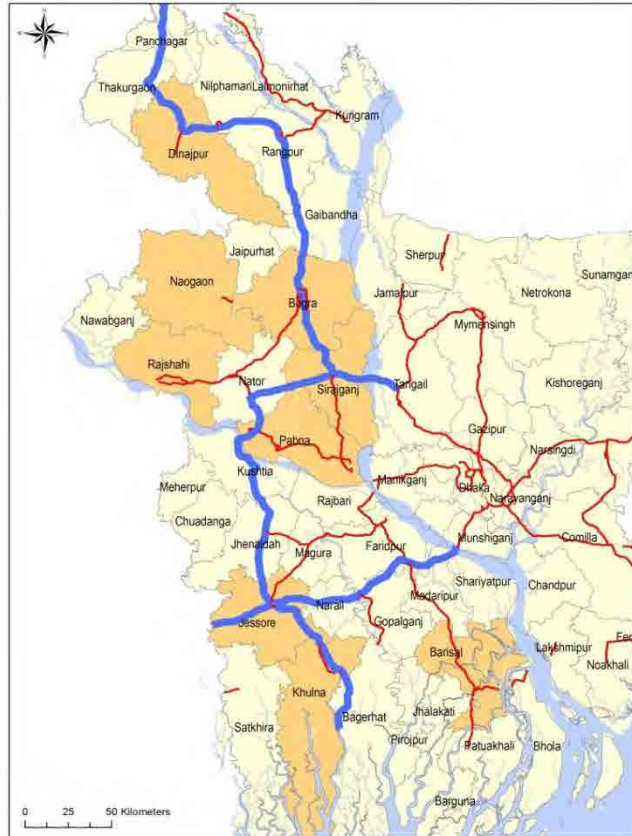 Panchagar
Thakurgaon
Nilphamari
Lalmonirhat
Kurigram
Dinajpur
Rangpur
Gaibandha
Jaipurhat
Sherpur
Sunamgan
Naogaon
Bogra
Jamalpur
Netrokona
Nawabganj
Mymensingh
Rajshahi
Nator
Sirajganj
Tangail
Kishoreganj
Gazipur
Pabna
Narsingdi
Kushtia
Manikganj
Dhaka
Meherpur
Rajbari
Narayanganj
Chuadanga
Jhenaidah
Magura
Faridpur
Munshiganj
Comilla
Shariyatpur
Chandpur
Madaripur
Narail
Jessore
Gopalganj
Barisal
Lakshmipur
Fe
Noakhali
Khulna
Satkhira
Bagerhat
Jhalakati
Pirojpur
Patuakhali
Bhola
Barguna
0 25 50 Kilometers